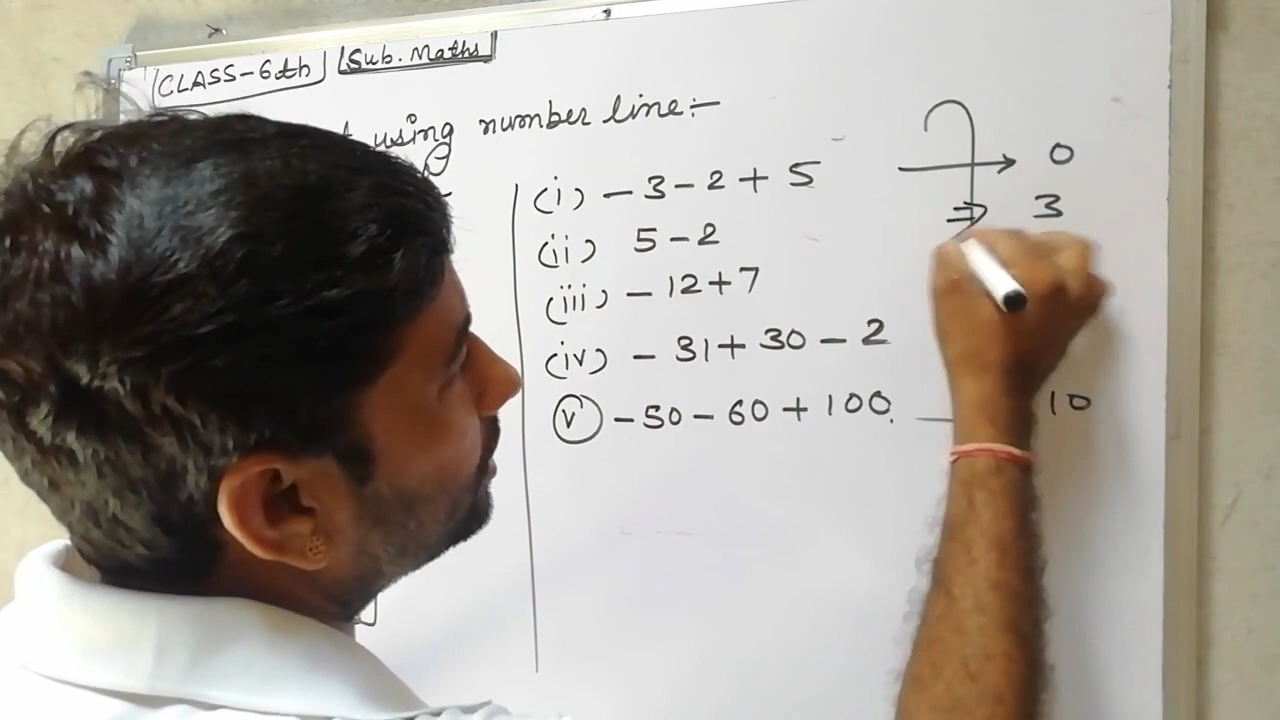 CLASS-6th Sub. Maths
using number line:-
(i) -3-2+5 → 0
(ii) 5-2 ⇒ 3
(iii) -12+7
(iv) -31+30-2
(v) -50-60+100. — 10